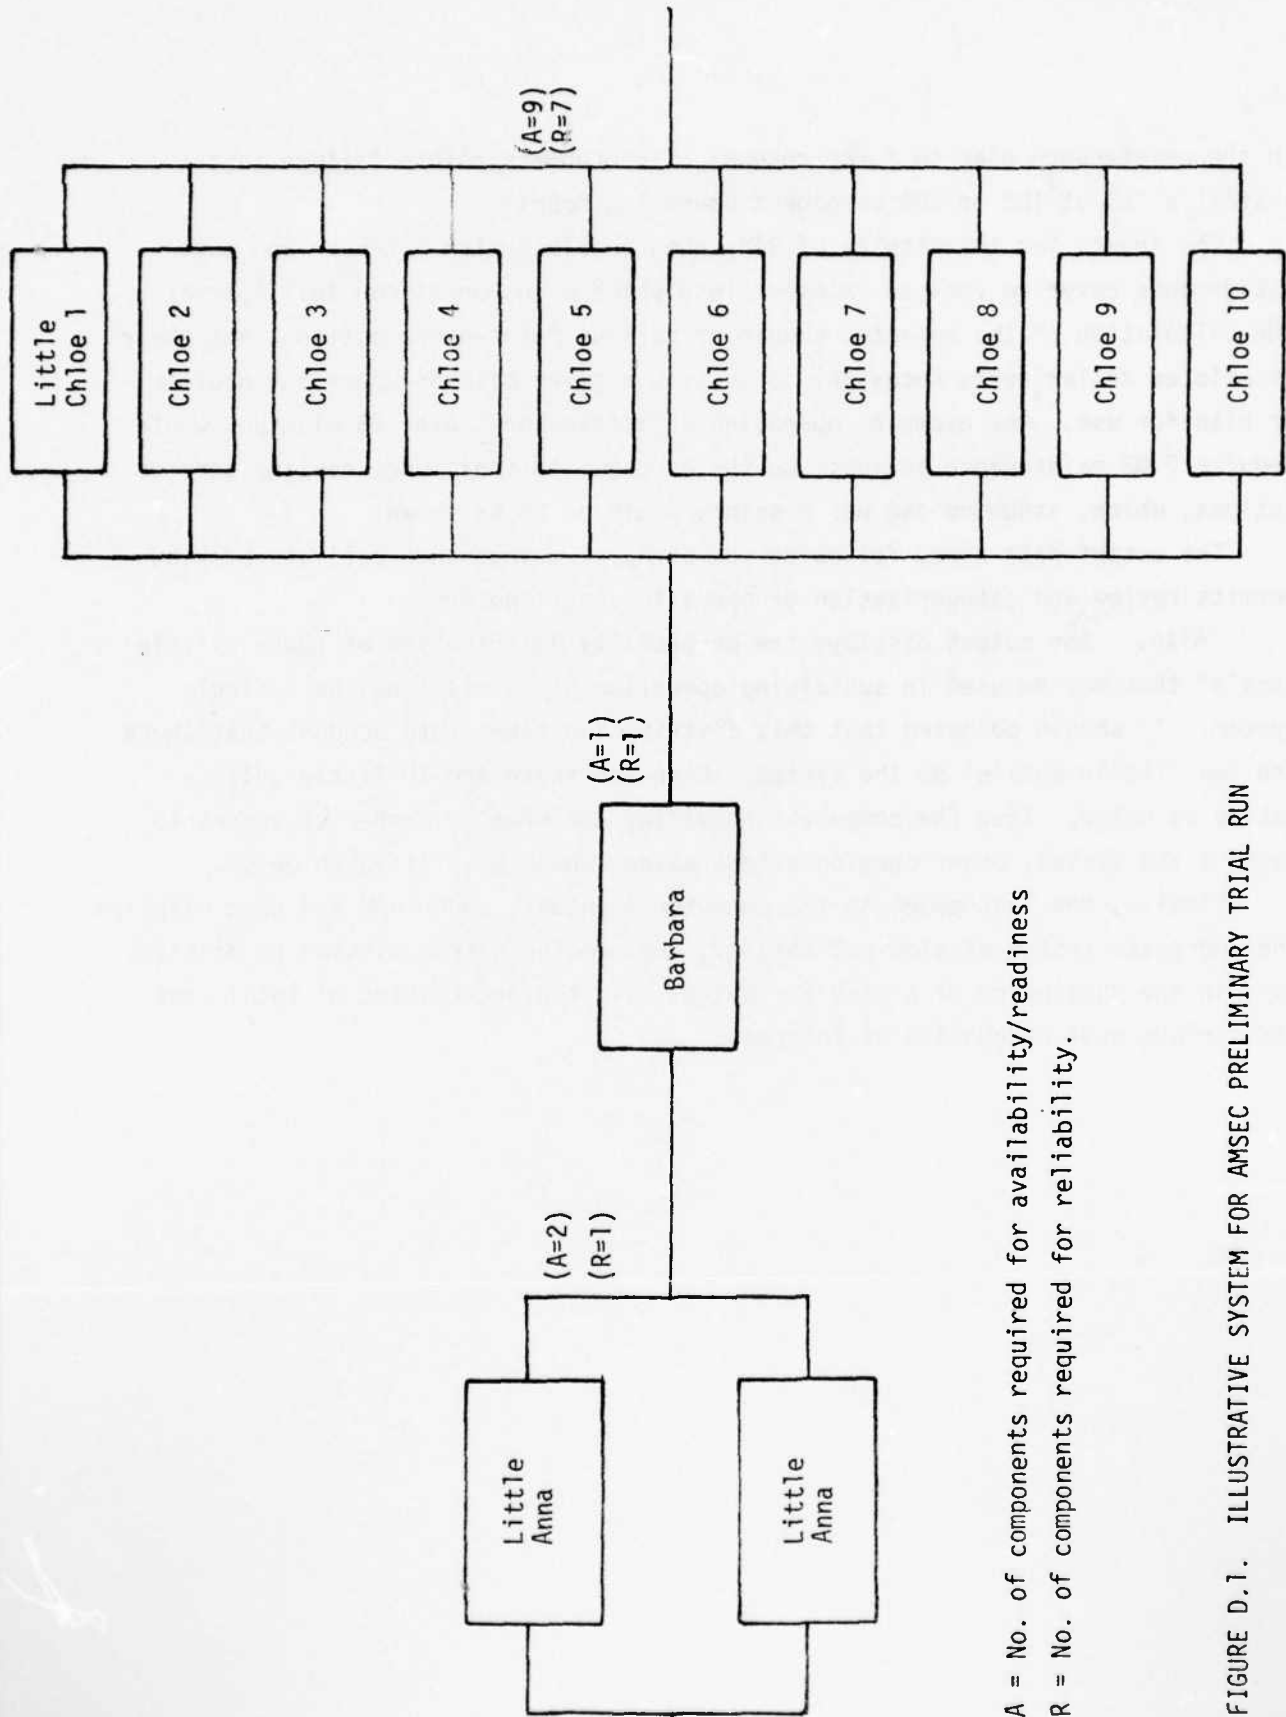 Little
Anna
Little
Anna
(A=2)
(R=1)
Barbara
(A=1)
(R=1)
Little
Chloe 1
Chloe 2
Chloe 3
Chloe 4
Chloe 5
Chloe 6
Chloe 7
Chloe 8
Chloe 9
Chloe 10
(A=9)
(R=7)
A = No. of components required for availability/readiness
R = No. of components required for reliability
FIGURE D.1. ILLUSTRATIVE SYSTEM FOR AMSEC PRELIMINARY TRIAL RUN